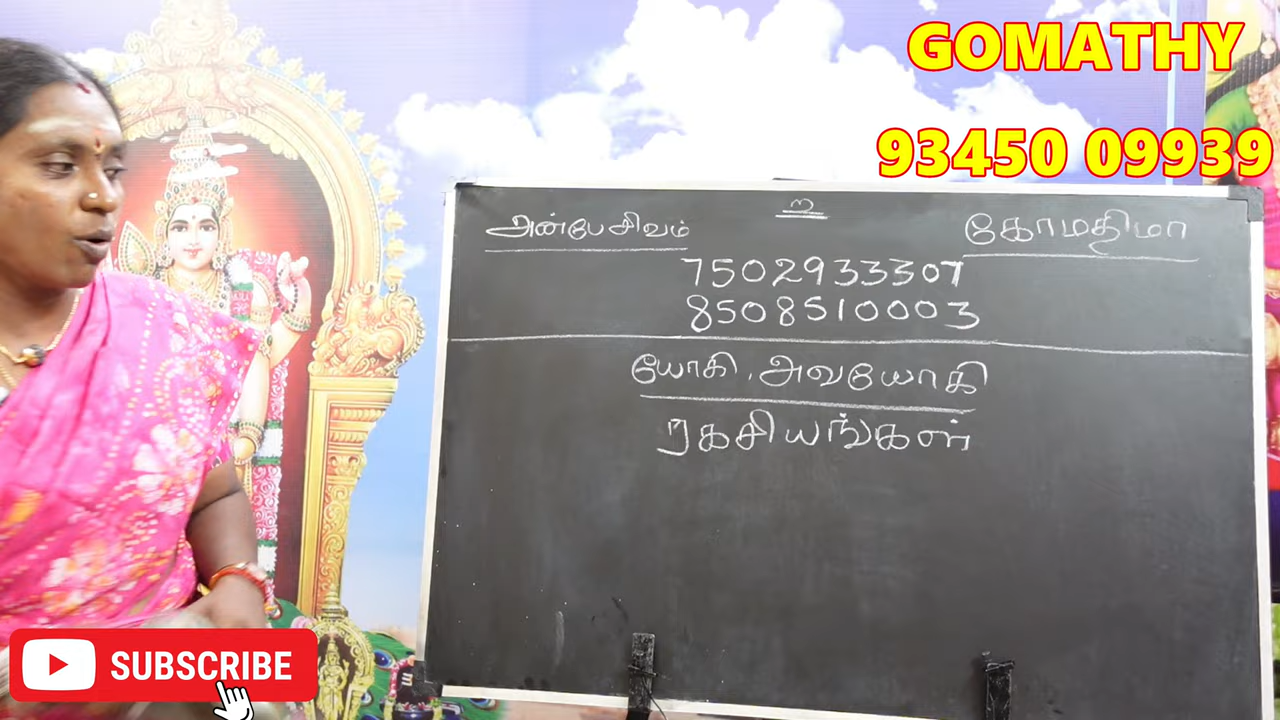 GOMATHY
93450 09939
உ
அன்பே சிவம்
கோமதிமா
7502933307
8508510003
யோகி, அவயோகி
ரகசியங்கள்
SUBSCRIBE